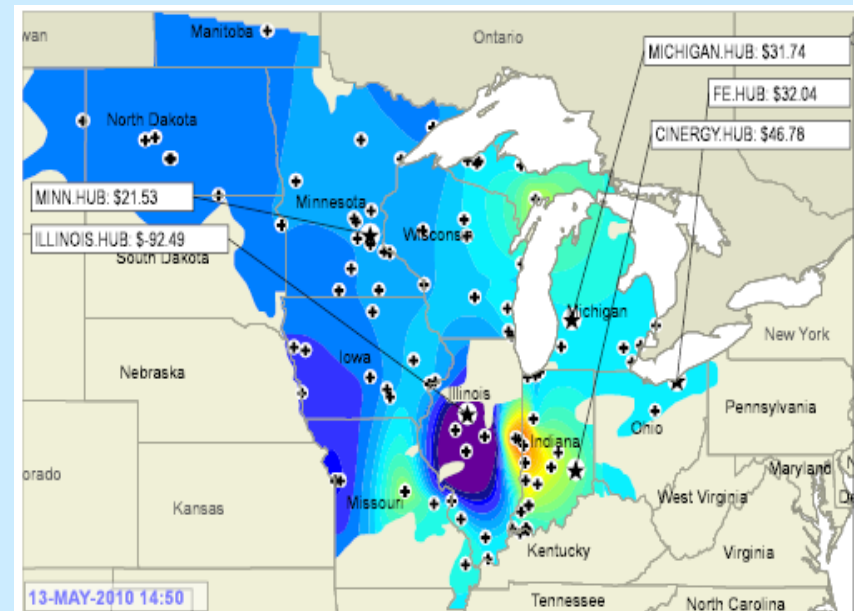 wan
Manitoba
Ontario
MICHIGAN.HUB: $31.74
FE.HUB: $32.04
North Dakota
CINERGY.HUB: $46.78
MINN.HUB: $21.53
Minnesota
ILLINOIS.HUB: $-92.49
Wisconsin
South Dakota
Michigan
New York
Iowa
Nebraska
Illinois
Pennsylvania
Ohio
Indiana
orado
Maryland
N
De
Missouri
West Virginia
Kansas
Kentucky
Virginia
13-MAY-2010 14:50
Tennessee
North Carolina